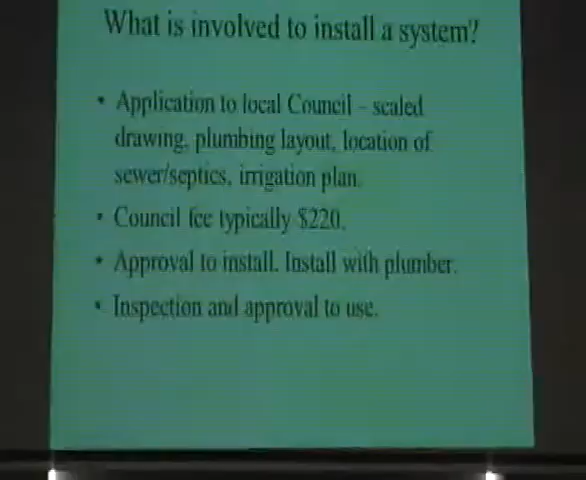 What is involved to install a system?
• Application to local Council – scaled
drawing, plumbing layout, location of
sewer/septics, irrigation plan.
• Council fee typically $220.
• Approval to install. Install with plumber.
• Inspection and approval to use.